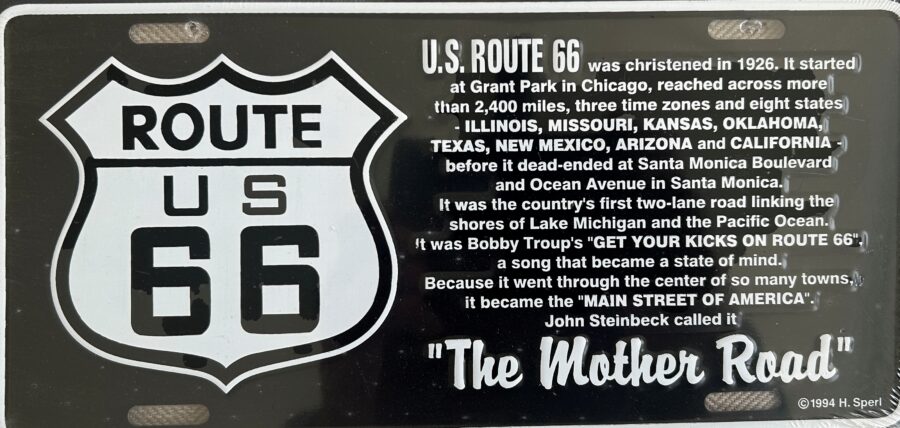 ROUTE
U S
66
U.S. ROUTE 66 was christened in 1926. It started
at Grant Park in Chicago, reached across more
than 2,400 miles, three time zones and eight states
- ILLINOIS, MISSOURI, KANSAS, OKLAHOMA,
TEXAS, NEW MEXICO, ARIZONA and CALIFORNIA -
before it dead-ended at Santa Monica Boulevard
and Ocean Avenue in Santa Monica.
It was the country's first two-lane road linking the
shores of Lake Michigan and the Pacific Ocean.
It was Bobby Troup's "GET YOUR KICKS ON ROUTE 66".
a song that became a state of mind.
Because it went through the center of so many towns,
it became the "MAIN STREET OF AMERICA".
John Steinbeck called it
"The Mother Road"
©1994 H. Sperl